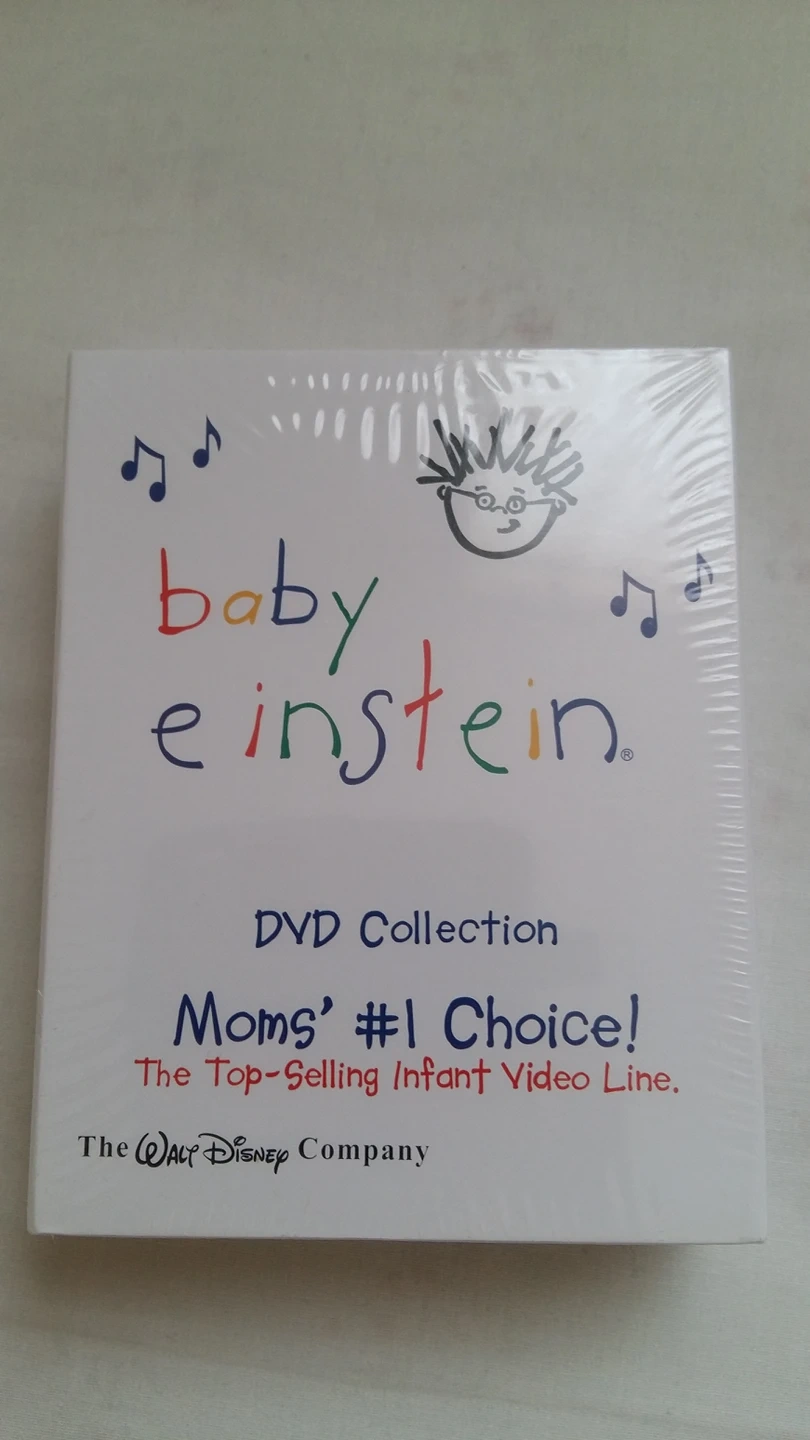 baby
einstein®
DVD Collection
Moms' #1 Choice!
The Top-Selling Infant Video Line.
The Walt Disney Company